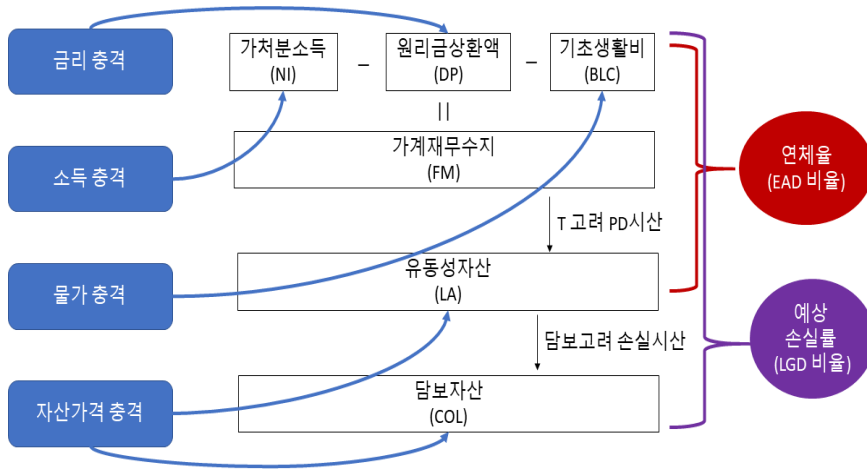 금리 충격
가처분소득
(NI)
–
원리금상환액
(DP)
–
기초생활비
(BLC)
=
소득 충격
가계재무수지
(FM)
연체율
(EAD 비율)
T 고려 PD시산
물가 충격
유동성자산
(LA)
예상
손실률
(LGD 비율)
담보고려 손실시산
자산가격 충격
담보자산
(COL)